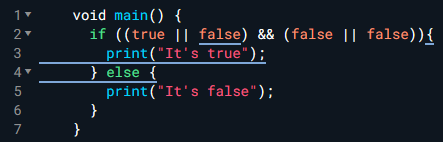 1 void main() {
2 if ((true || false) && (false || false)){
3 print("It's true");
4 } else {
5 print("It's false");
6 }
7 }